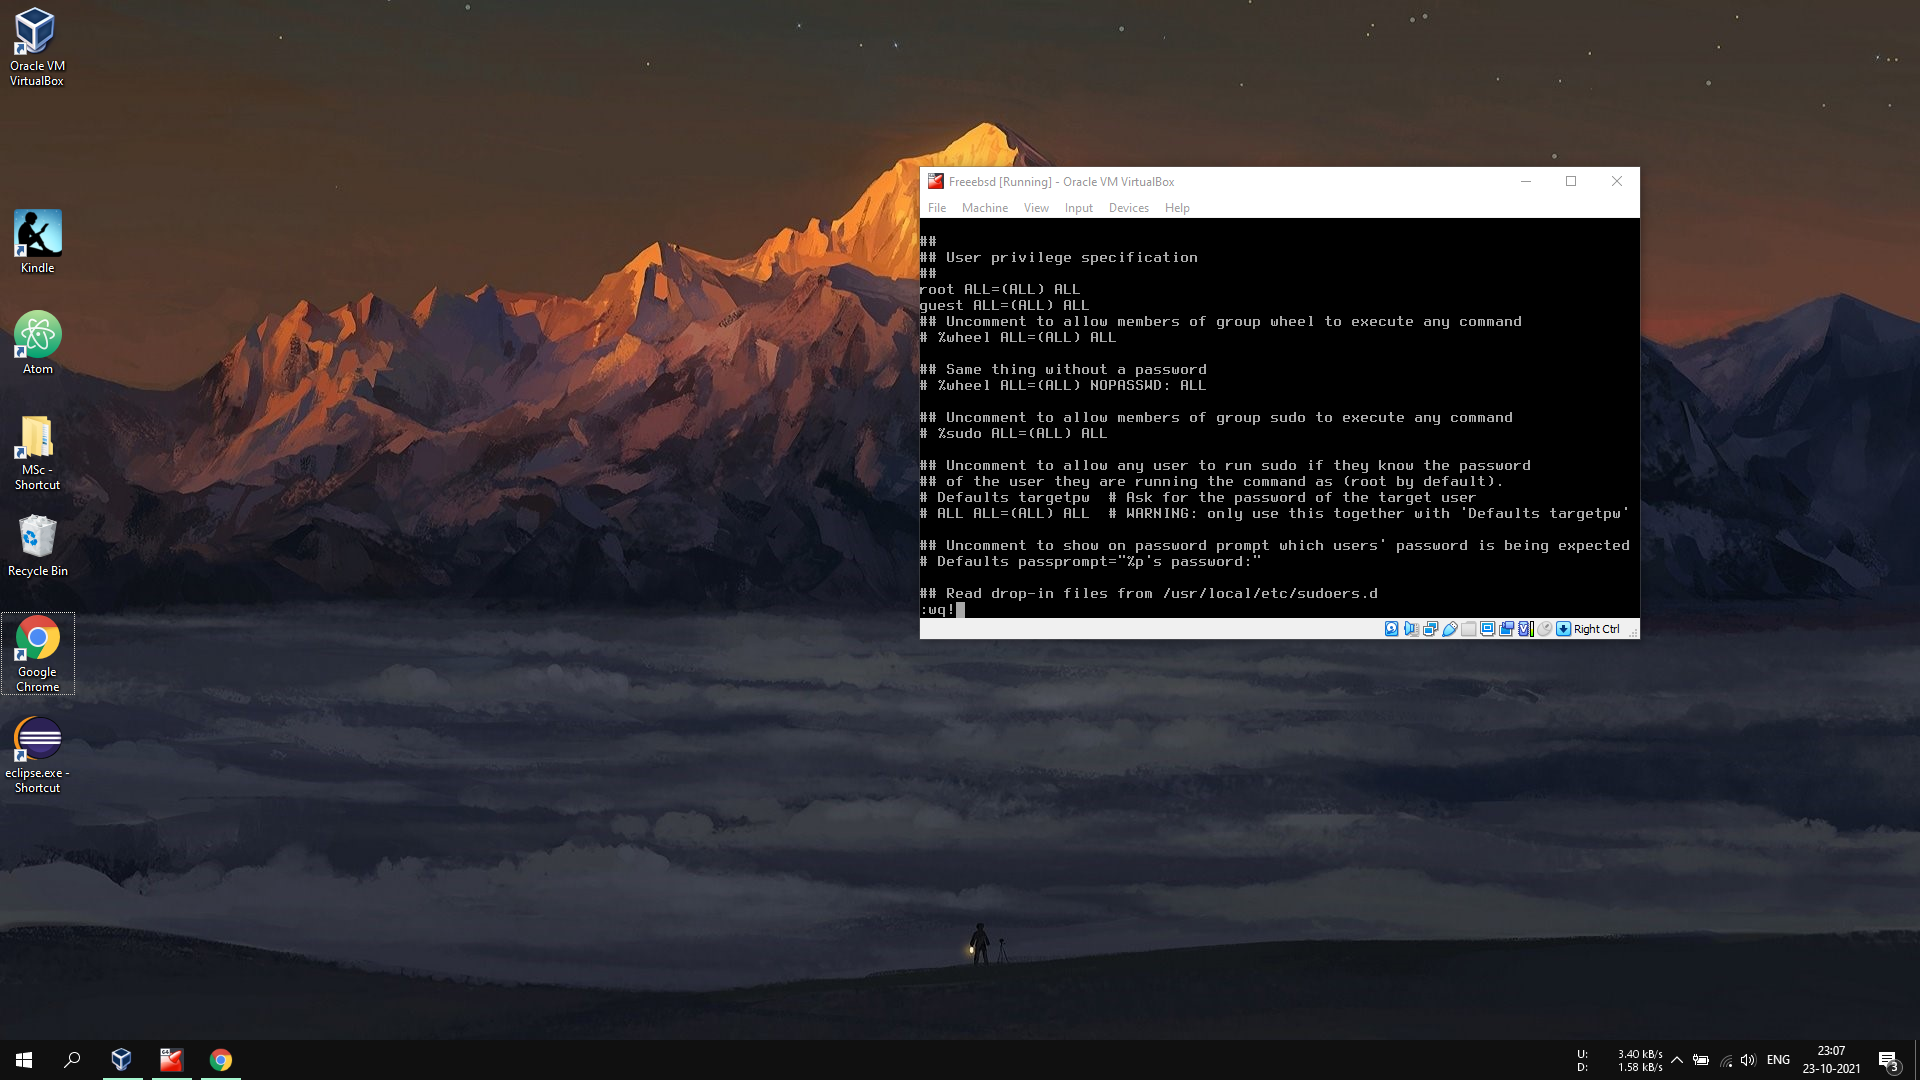 Oracle VM
VirtualBox
Kindle
Atom
MSc -
Shortcut
Recycle Bin
Google
Chrome
eclipse.exe -
Shortcut
Freeebsd [Running] - Oracle VM VirtualBox
File Machine View Input Devices Help
##
## User privilege specification
##
root ALL=(ALL) ALL
guest ALL=(ALL) ALL
## Uncomment to allow members of group wheel to execute any command
# %wheel ALL=(ALL) ALL
## Same thing without a password
# %wheel ALL=(ALL) NOPASSWD: ALL
## Uncomment to allow members of group sudo to execute any command
# %sudo ALL=(ALL) ALL
## Uncomment to allow any user to run sudo if they know the password
## of the user they are running the command as (root by default).
# Defaults targetpw # Ask for the password of the target user
# ALL ALL=(ALL) ALL # WARNING: only use this together with 'Defaults targetpw'
## Uncomment to show on password prompt which users' password is being expected
# Defaults passprompt="%p's password:"
## Read drop-in files from /usr/local/etc/sudoers.d
:wq!
Right Ctrl
U: 3.40 kB/s
D: 1.58 kB/s
ENG
23:07
23-10-2021
3